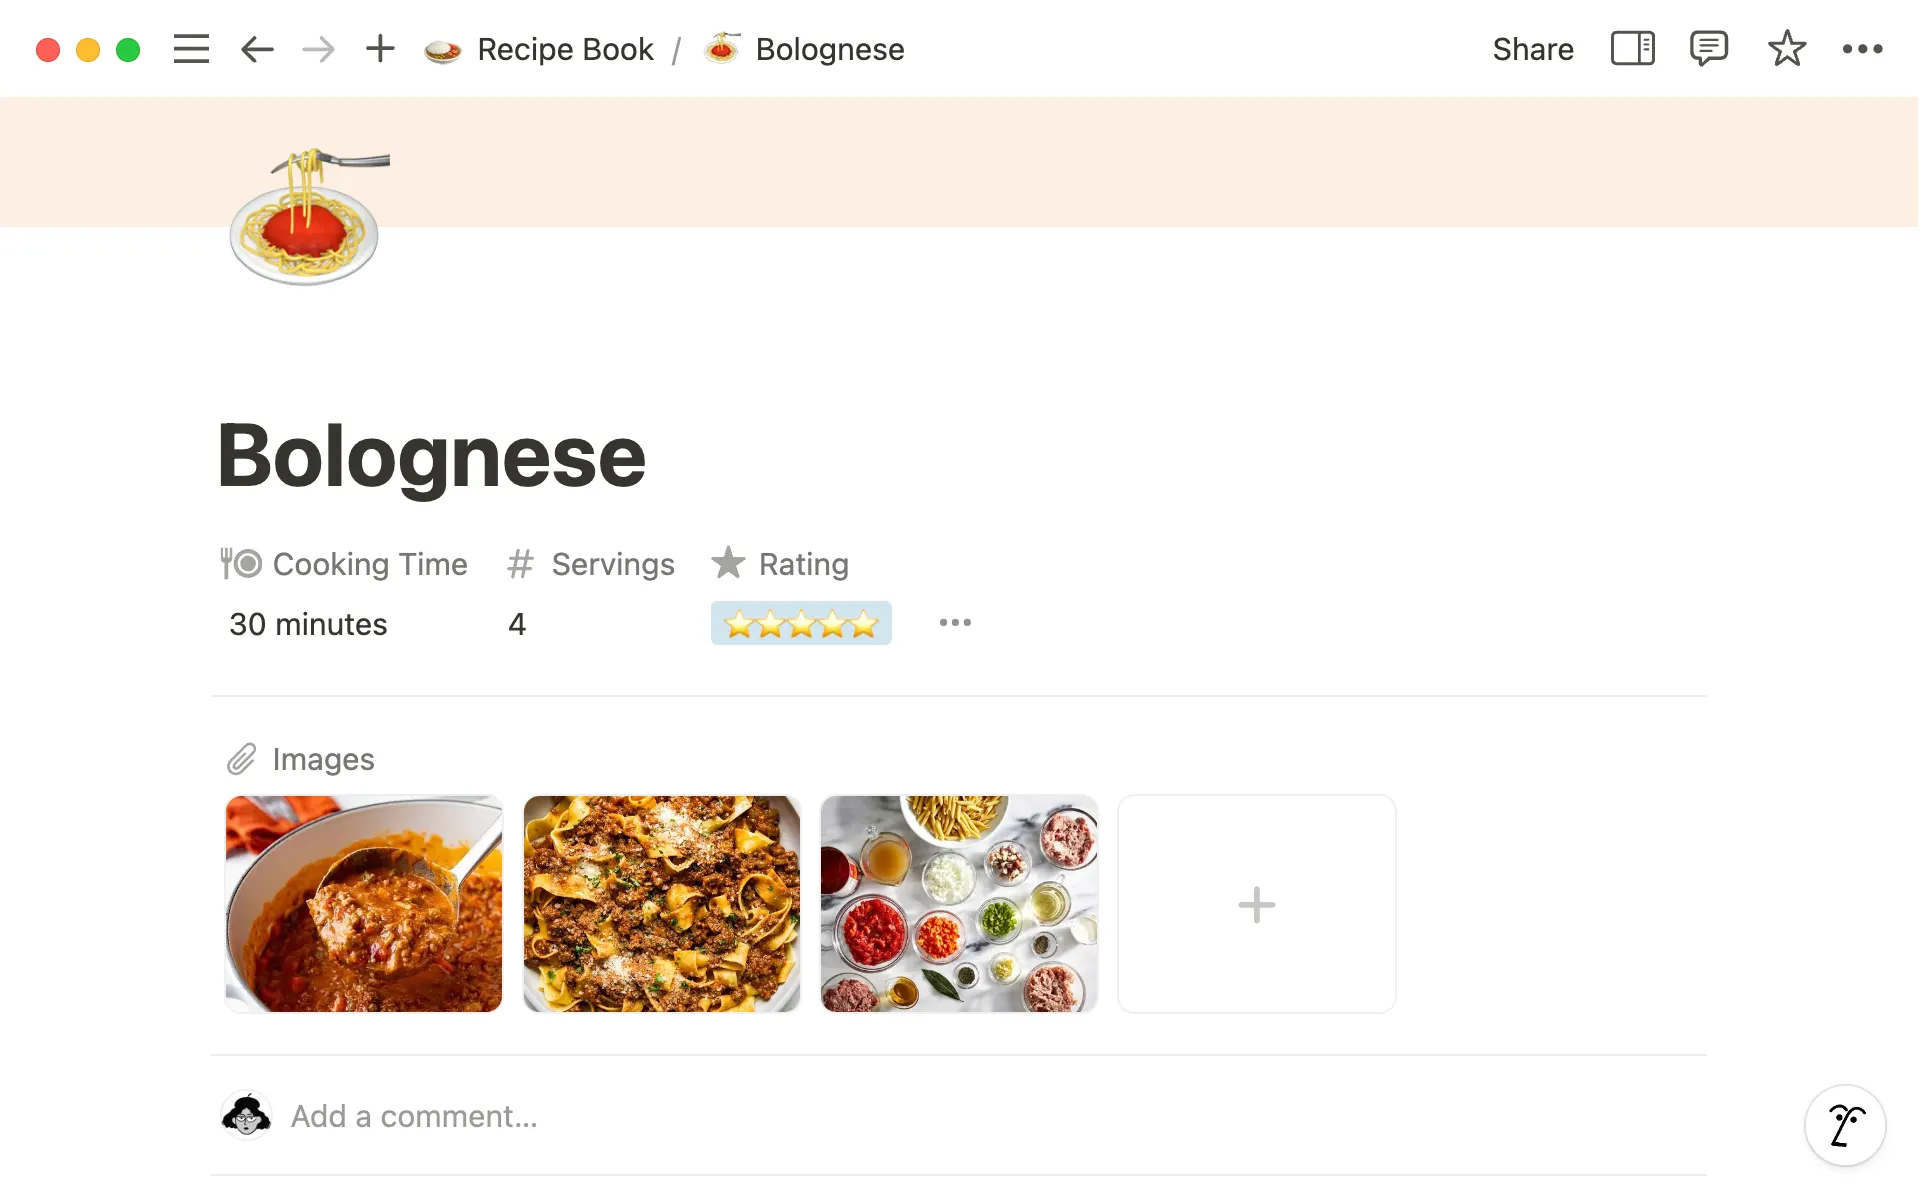 Recipe Book / Bolognese
Share
Bolognese
Cooking Time # Servings Rating
30 minutes 4
Images
Add a comment...